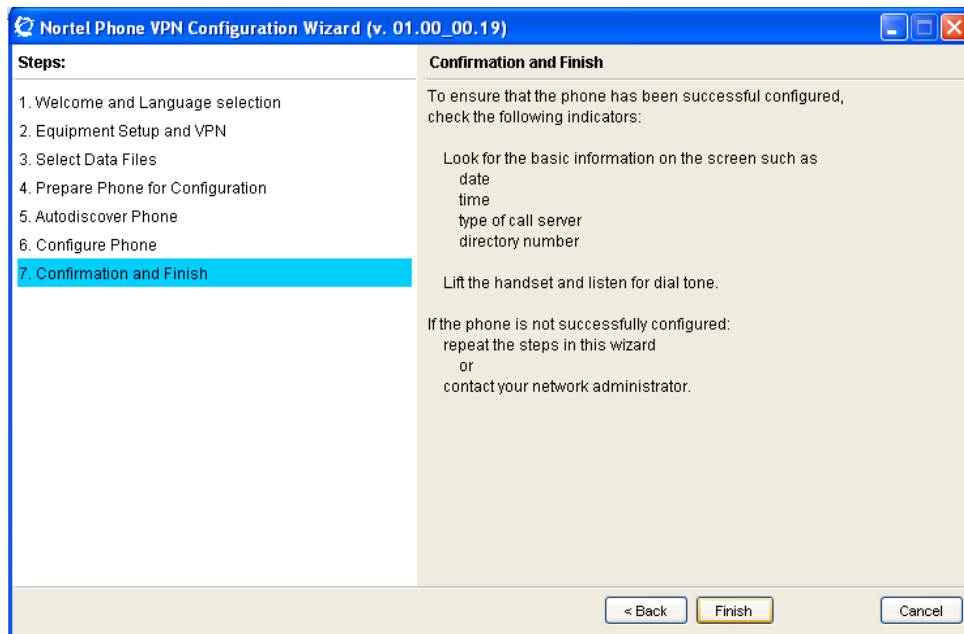 Nortel Phone VPN Configuration Wizard (v. 01.00_00.19)
Steps:
1. Welcome and Language selection
2. Equipment Setup and VPN
3. Select Data Files
4. Prepare Phone for Configuration
5. Autodiscover Phone
6. Configure Phone
7. Confirmation and Finish
Confirmation and Finish
To ensure that the phone has been successful configured,
check the following indicators:
Look for the basic information on the screen such as
date
time
type of call server
directory number
Lift the handset and listen for dial tone.
If the phone is not successfully configured:
repeat the steps in this wizard
or
contact your network administrator.
< Back
Finish
Cancel